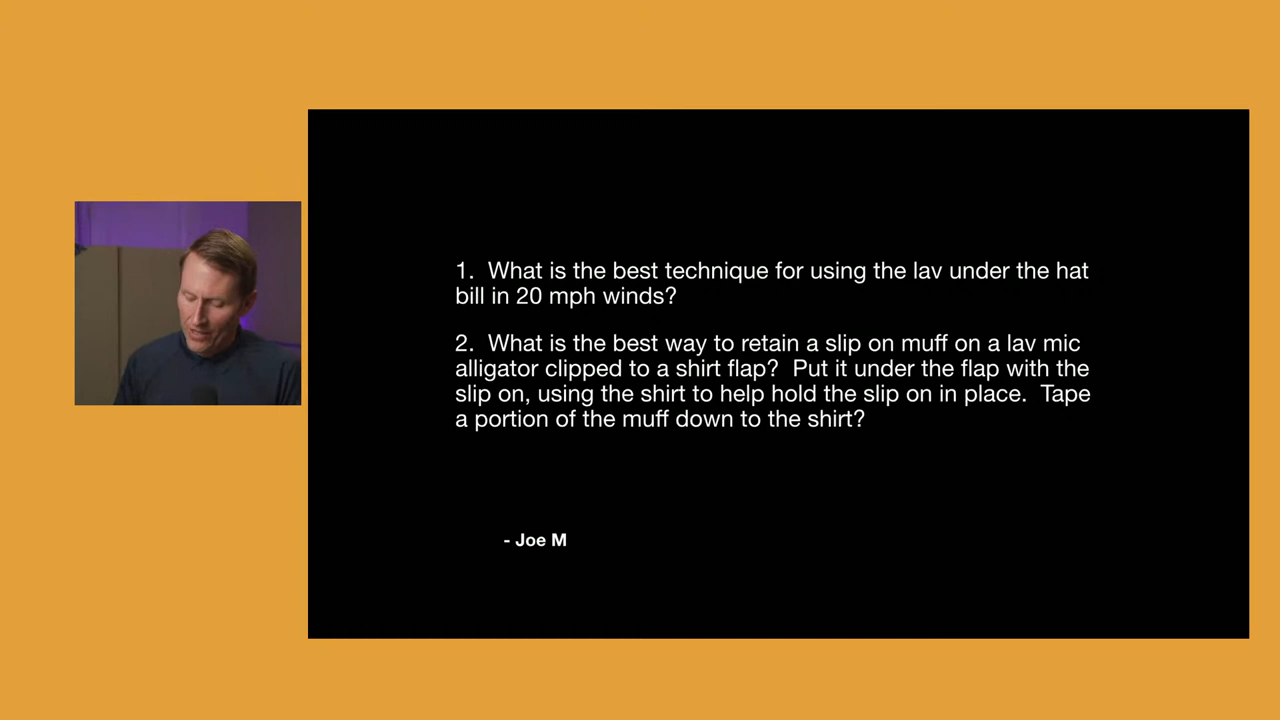 1.  What is the best technique for using the lav under the hat
bill in 20 mph winds?
2.  What is the best way to retain a slip on muff on a lav mic
alligator clipped to a shirt flap?  Put it under the flap with the
slip on, using the shirt to help hold the slip on in place.  Tape
a portion of the muff down to the shirt?
- Joe M